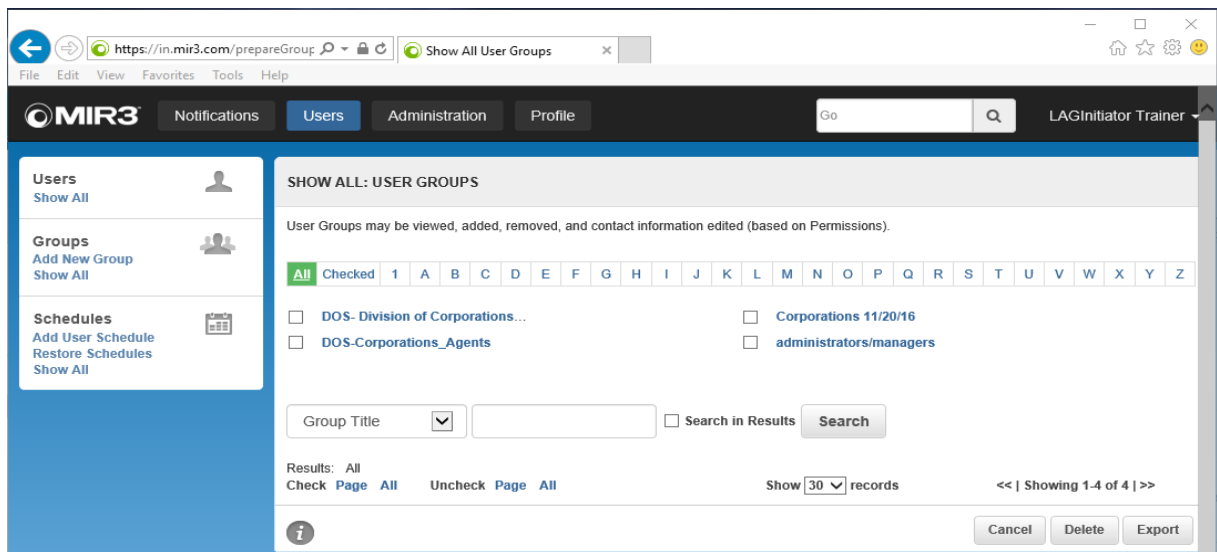 https://in.mir3.com/prepareGroup
Show All User Groups
File Edit View Favorites Tools Help
MIR3 Notifications Users Administration Profile Go LAGInitiator Trainer
Users
Show All
Groups
Add New Group
Show All
Schedules
Add User Schedule
Restore Schedules
Show All
SHOW ALL: USER GROUPS
User Groups may be viewed, added, removed, and contact information edited (based on Permissions).
All Checked 1 A B C D E F G H I J K L M N O P Q R S T U V W X Y Z
DOS- Division of Corporations... Corporations 11/20/16
DOS-Corporations_Agents administrators/managers
Group Title Search in Results Search
Results: All
Check Page All Uncheck Page All Show 30 records << | Showing 1-4 of 4 | >>
i Cancel Delete Export